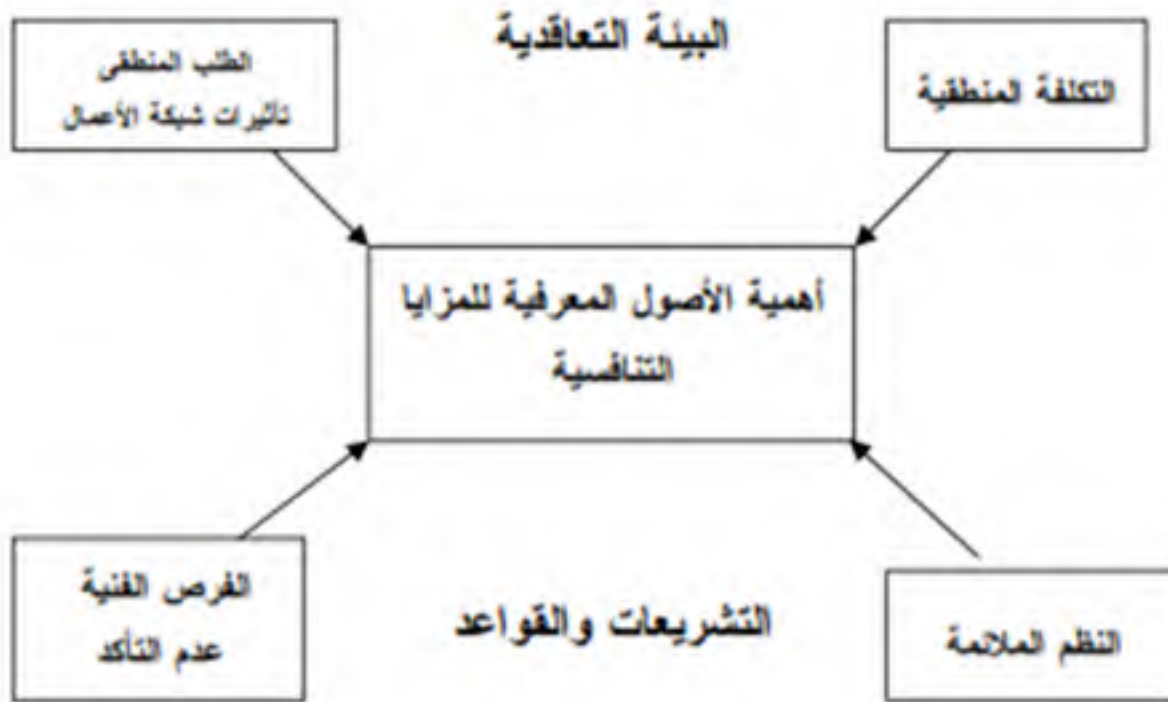 البيئة التعاقدية
التكلفة المنطقية
الطلب المنطقى
تأثيرات شبكة الأعمال
أهمية الأصول المعرفية للمزايا
التنافسية
النظم الملائمة
التشريعات والقواعد
الفرص الفنية
عدم التأكد